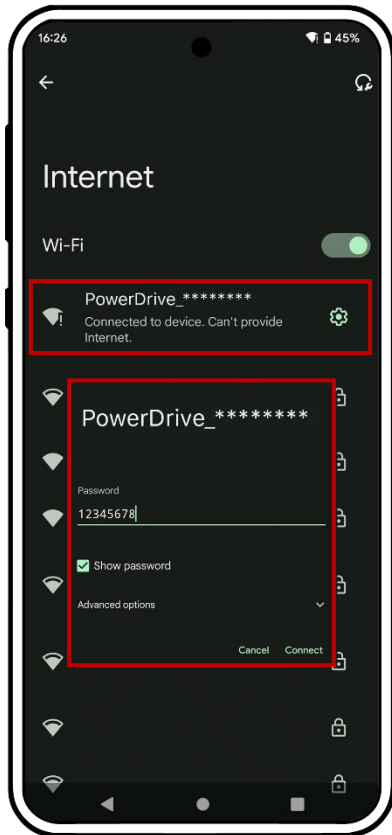 16:26
45%
Internet
Wi-Fi
PowerDrive_********
Connected to device. Can't provide
Internet.
PowerDrive_********
Password
12345678
Show password
Advanced options
Cancel Connect